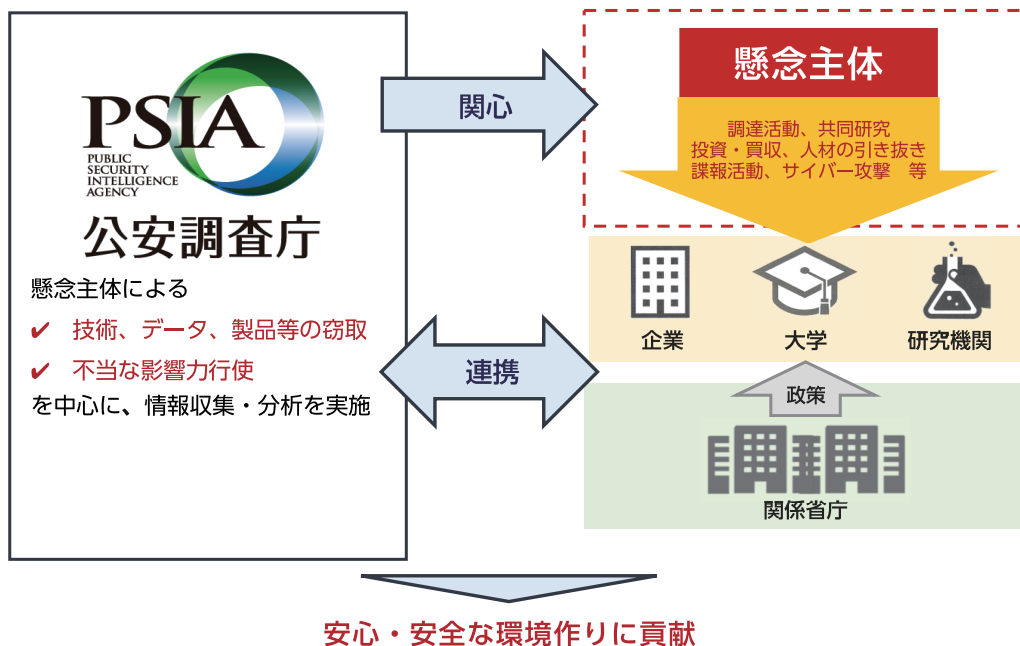 PSIA
PUBLIC
SECURITY
INTELLIGENCE
AGENCY
公安調査庁
懸念主体による
✔ 技術、データ、製品等の窃取
✔ 不当な影響力行使
を中心に、情報収集・分析を実施
関心
連携
懸念主体
調達活動、共同研究
投資・買収、人材の引き抜き
諜報活動、サイバー攻撃 等
企業
大学
研究機関
政策
関係省庁
安心・安全な環境作りに貢献